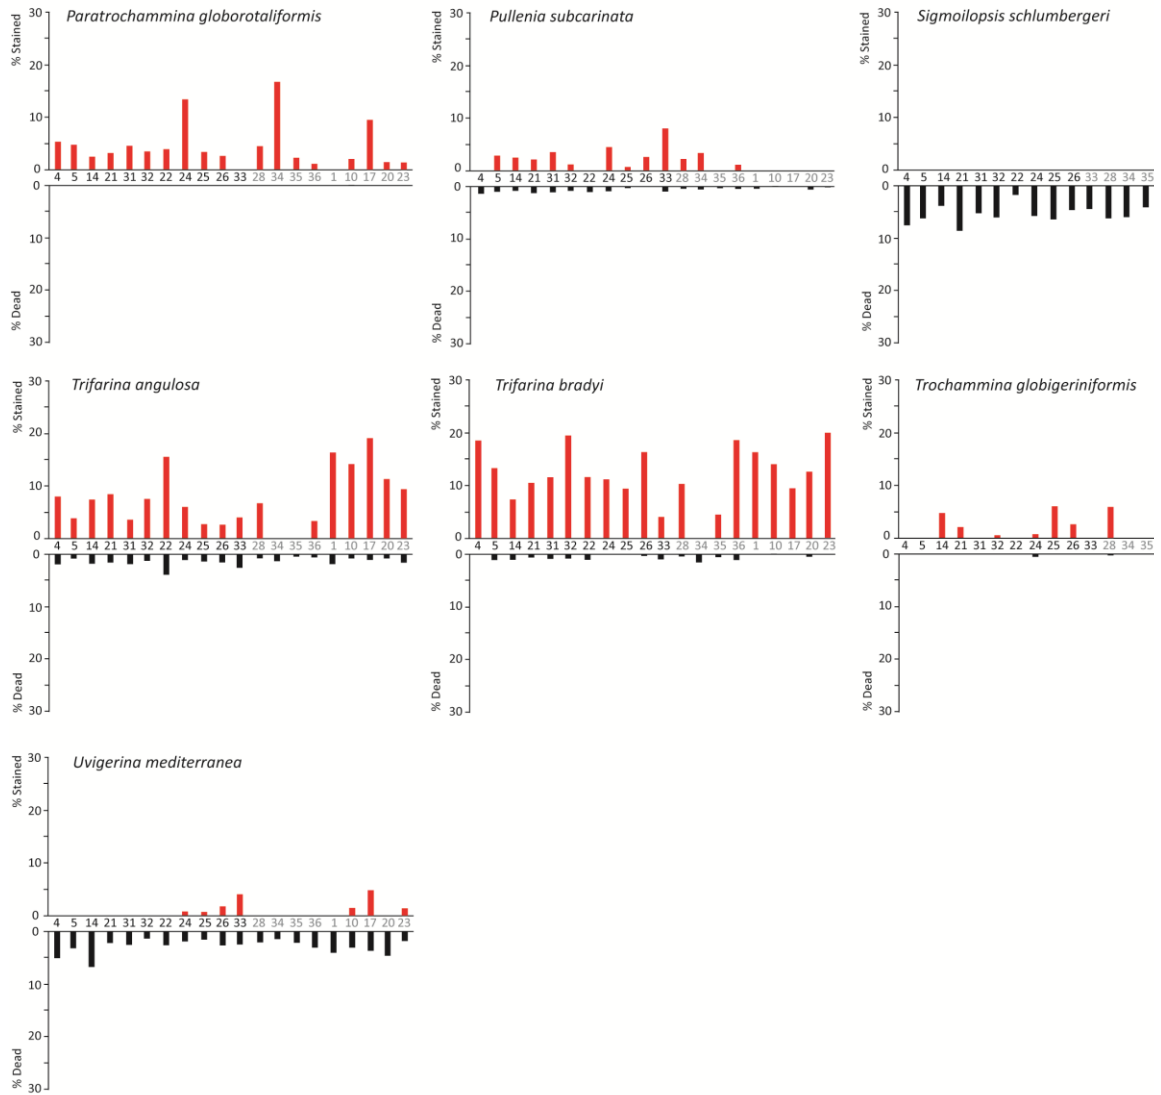 Paratrochammina globorotaliformis
% Stained
30
20
10
0
4 5 14 21 31 32 22 24 25 26 33 28 34 35 36 1 10 17 20 23
0
10
20
30
% Dead
Pullenia subcarinata
% Stained
30
20
10
0
4 5 14 21 31 32 22 24 25 26 33 28 34 35 36 1 10 17 20 23
0
10
20
30
% Dead
Sigmoilopsis schlumbergeri
% Stained
30
20
10
0
4 5 14 21 31 32 22 24 25 26 33 28 34 35
0
10
20
30
% Dead
Trifarina angulosa
% Stained
30
20
10
0
4 5 14 21 31 32 22 24 25 26 33 28 34 35 36 1 10 17 20 23
0
10
20
30
% Dead
Trifarina bradyi
% Stained
30
20
10
0
4 5 14 21 31 32 22 24 25 26 33 28 34 35 36 1 10 17 20 23
0
10
20
30
% Dead
Trochammina globigeriniformis
% Stained
30
20
10
0
4 5 14 21 31 32 22 24 25 26 33 28 34 35
0
10
20
30
% Dead
Uvigerina mediterranea
% Stained
30
20
10
0
4 5 14 21 31 32 22 24 25 26 33 28 34 35 36 1 10 17 20 23
0
10
20
30
% Dead